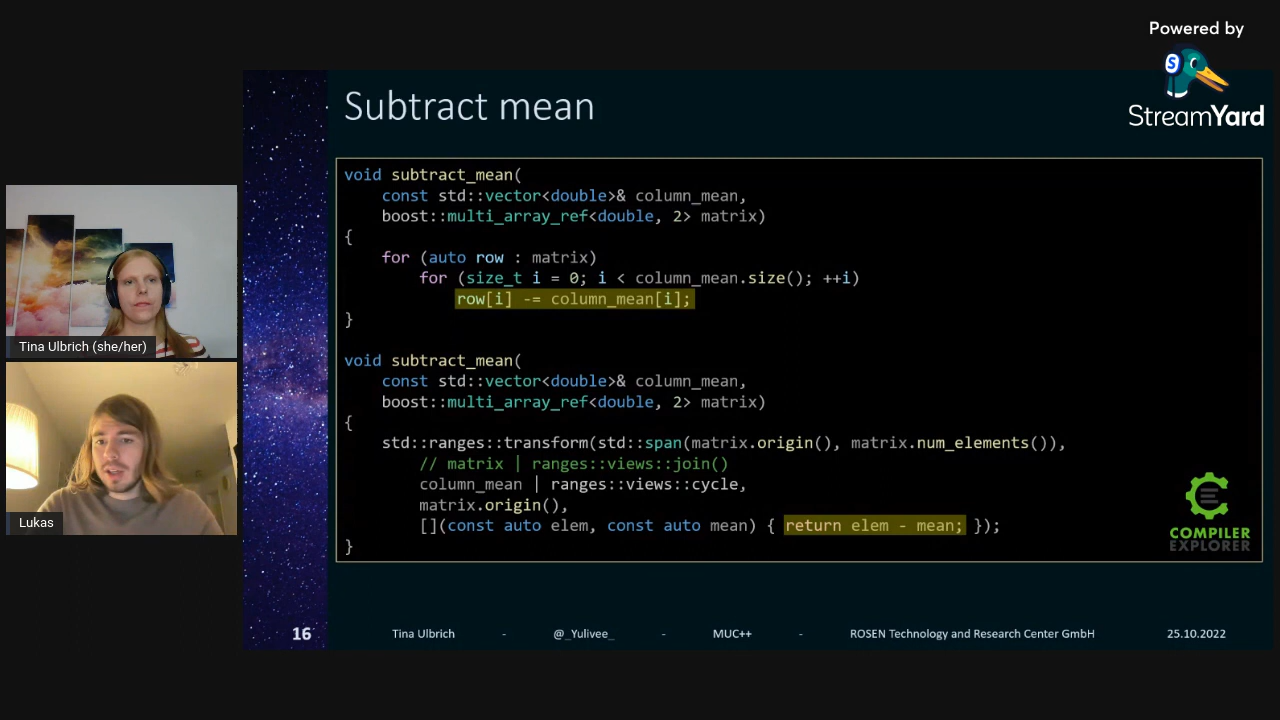 Powered by
StreamYard
Subtract mean
void subtract_mean(
    const std::vector<double>& column_mean,
    boost::multi_array_ref<double, 2> matrix)
{
    for (auto row : matrix)
        for (size_t i = 0; i < column_mean.size(); ++i)
            row[i] -= column_mean[i];
}
void subtract_mean(
    const std::vector<double>& column_mean,
    boost::multi_array_ref<double, 2> matrix)
{
    std::ranges::transform(std::span(matrix.origin(), matrix.num_elements()),
        // matrix | ranges::views::join()
        column_mean | ranges::views::cycle,
        matrix.origin(),
        [](const auto elem, const auto mean) { return elem - mean; });
}
COMPILER
EXPLORER
Tina Ulbrich (she/her)
Lukas
16 Tina Ulbrich - @_Yulivee_ - MUC++ - ROSEN Technology and Research Center GmbH 25.10.2022